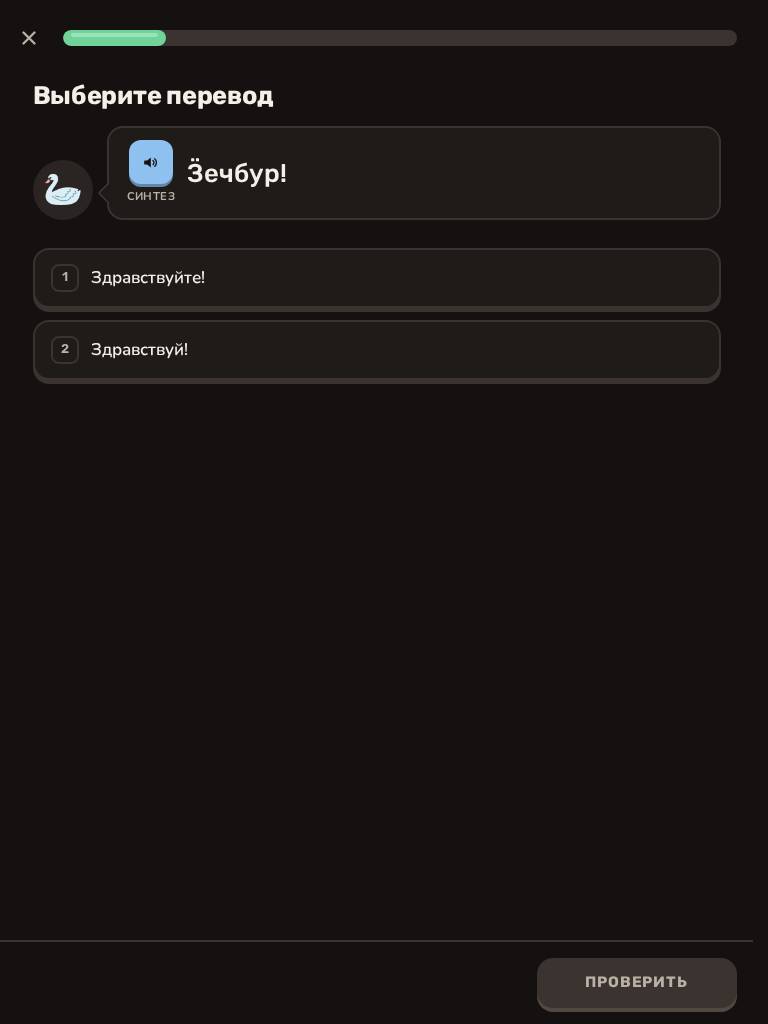 Выберите перевод
Ӟечбур!
СИНТЕЗ
1 Здравствуйте!
2 Здравствуй!
ПРОВЕРИТЬ